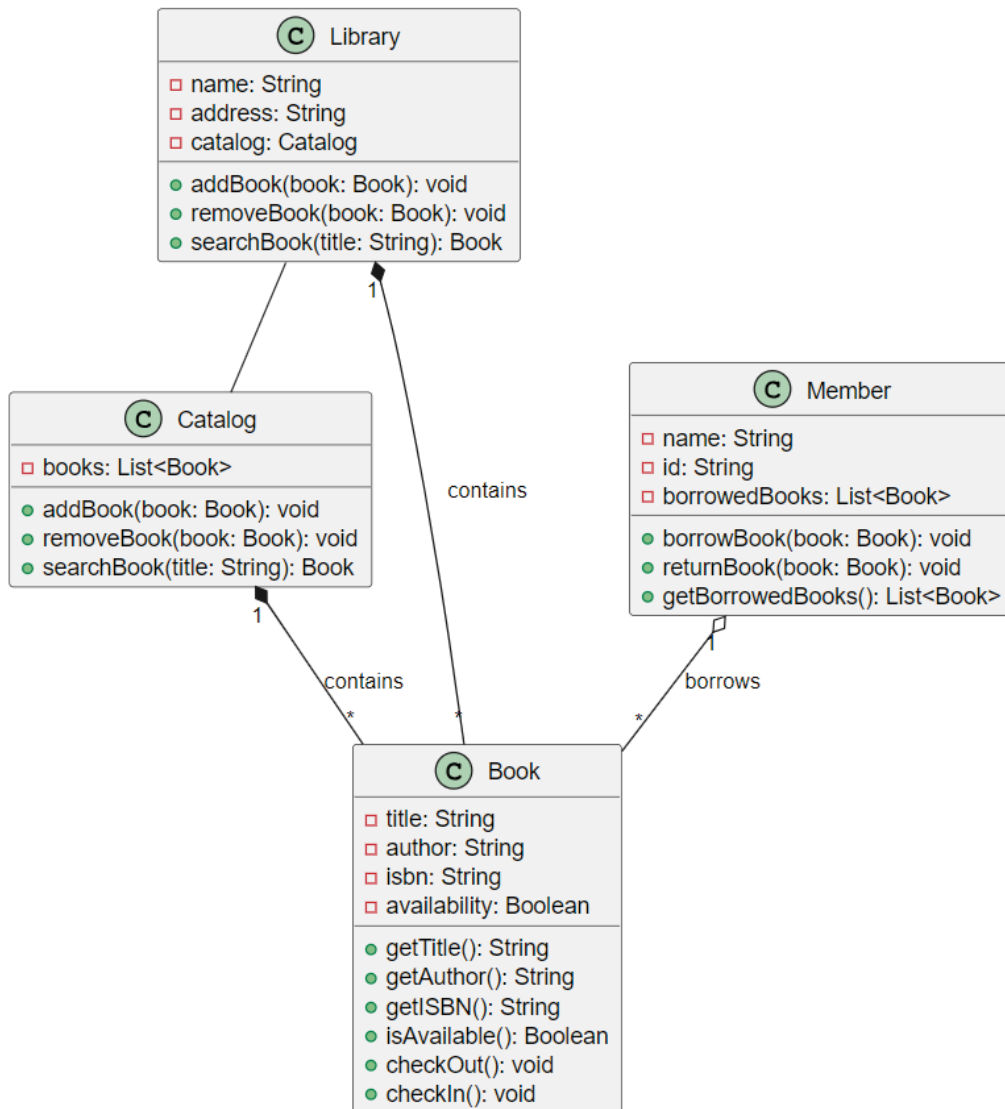 C Library
name: String
address: String
catalog: Catalog
addBook(book: Book): void
removeBook(book: Book): void
searchBook(title: String): Book
1
C Catalog
books: List<Book>
addBook(book: Book): void
removeBook(book: Book): void
searchBook(title: String): Book
1
contains
C Member
name: String
id: String
borrowedBooks: List<Book>
borrowBook(book: Book): void
returnBook(book: Book): void
getBorrowedBooks(): List<Book>
1
contains
borrows
*
*
*
C Book
title: String
author: String
isbn: String
availability: Boolean
getTitle(): String
getAuthor(): String
getISBN(): String
isAvailable(): Boolean
checkOut(): void
checkIn(): void